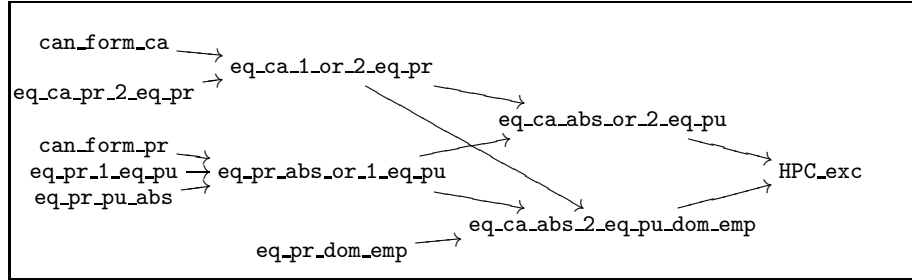 can_form_ca
eq_ca_1_or_2_eq_pr
eq_ca_pr_2_eq_pr
eq_ca_abs_or_2_eq_pu
can_form_pr
eq_pr_1_eq_pu
eq_pr_abs_or_1_eq_pu
HPC_exc
eq_pr_pu_abs
eq_ca_abs_2_eq_pu_dom_emp
eq_pr_dom_emp